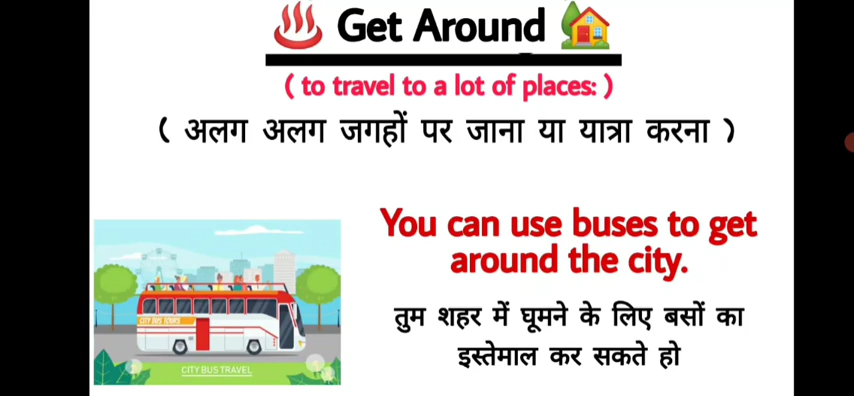 Get Around
( to travel to a lot of places: )
( अलग अलग जगहों पर जाना या यात्रा करना )
You can use buses to get
around the city.
तुम शहर में घूमने के लिए बसों का
इस्तेमाल कर सकते हो
CITY BUS TOURS
CITY BUS TRAVEL